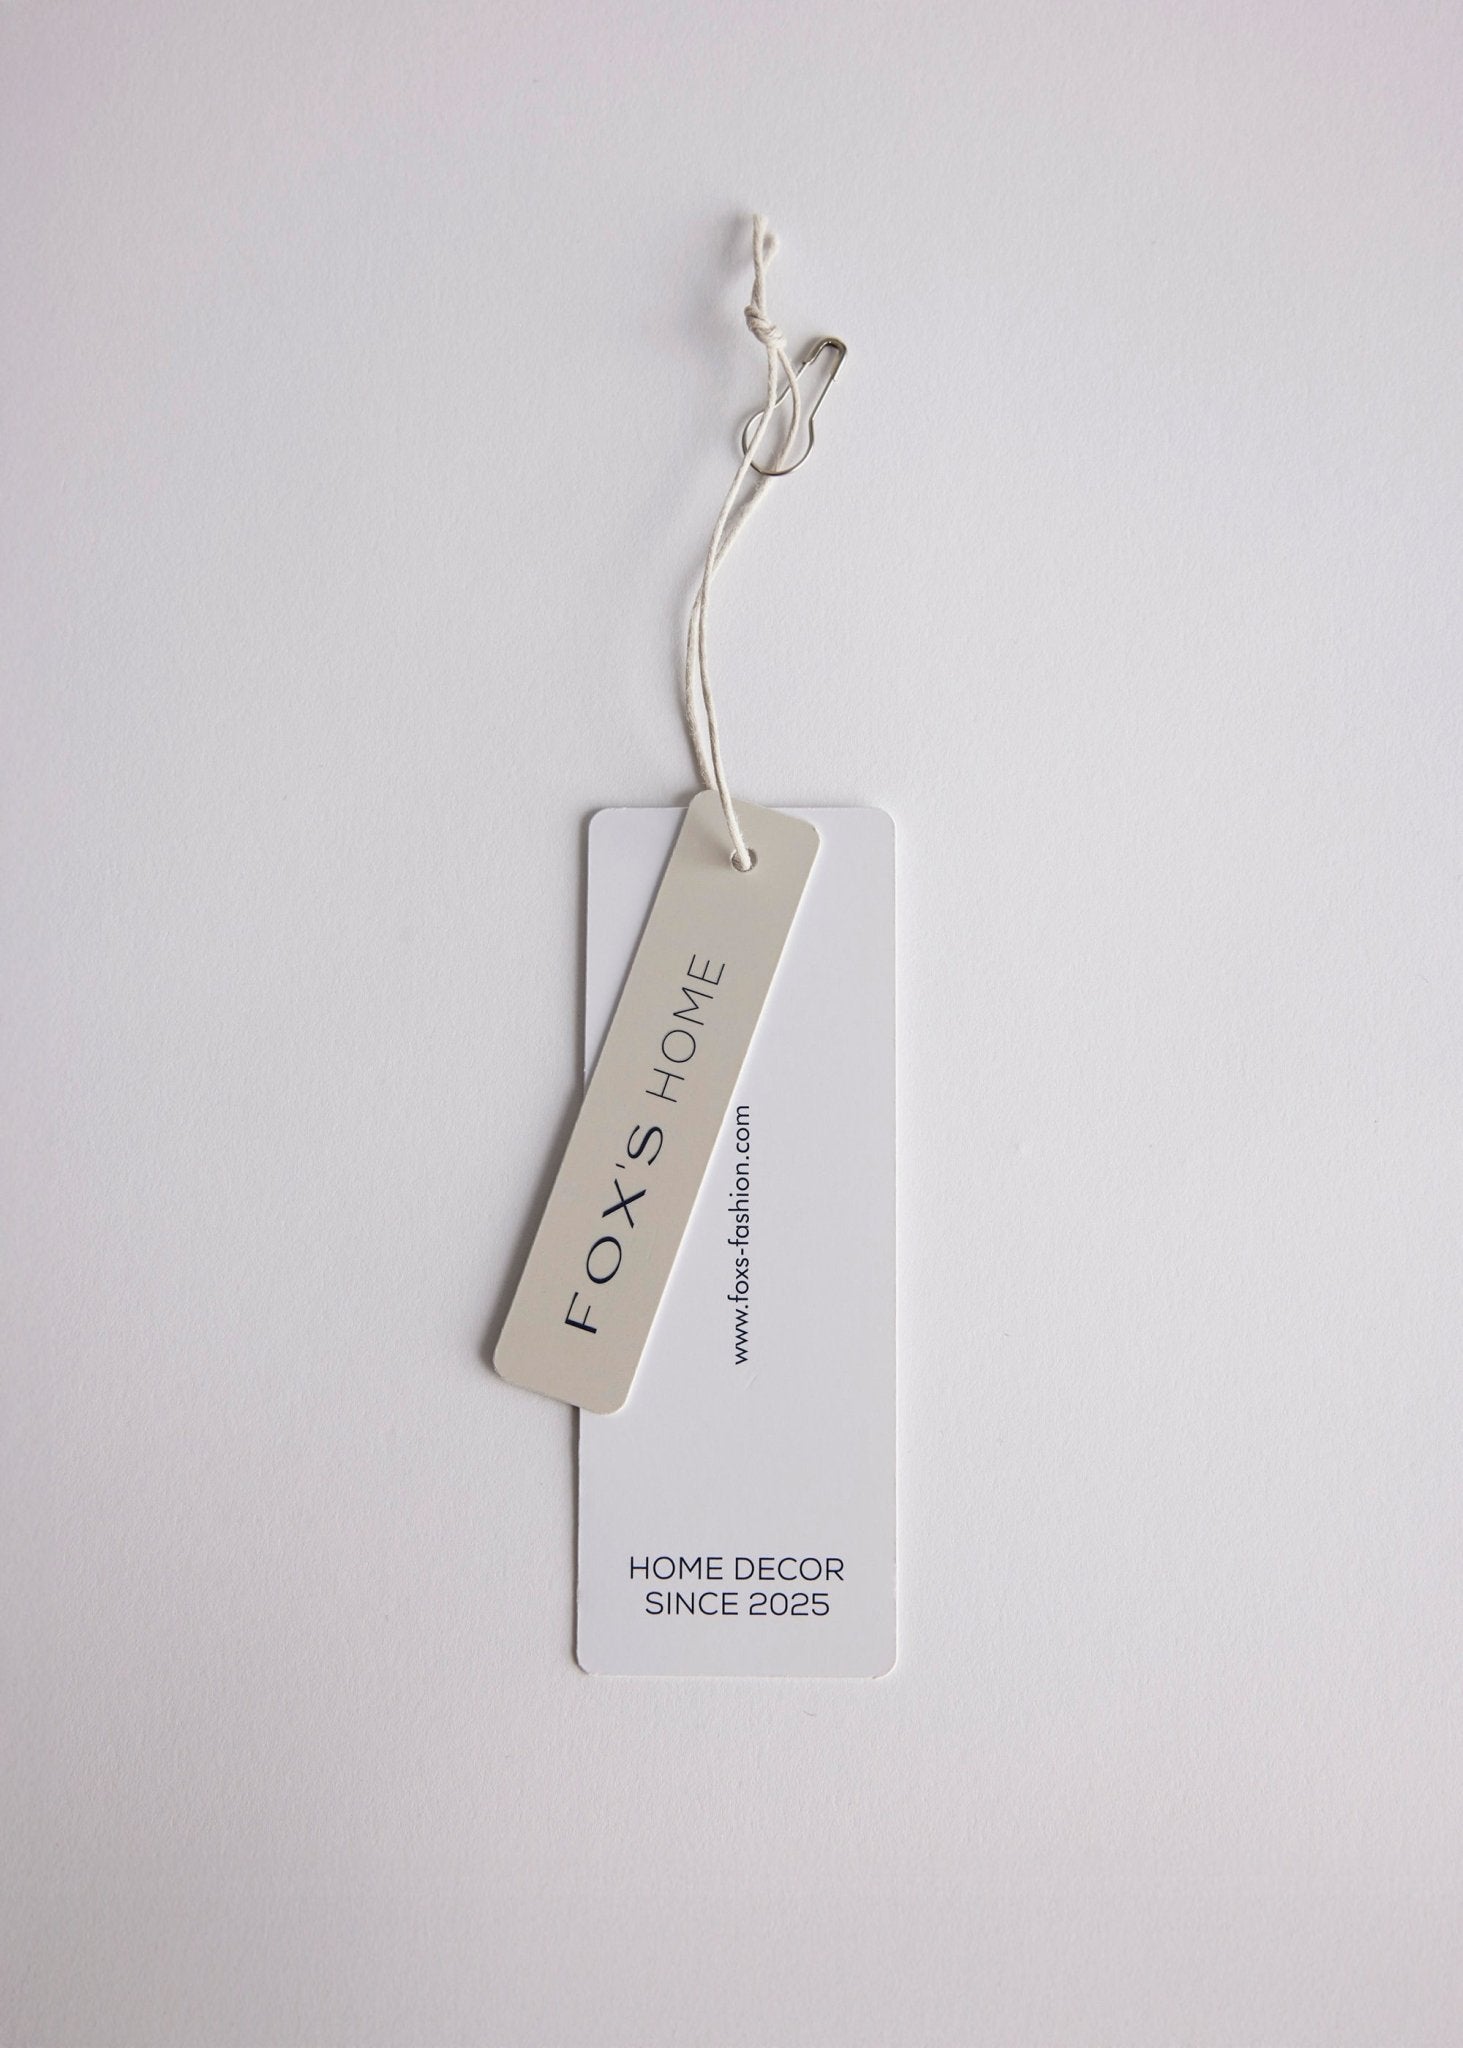 FOX'S HOME
www.foxs-fashion.com
HOME DECOR
SINCE 2025